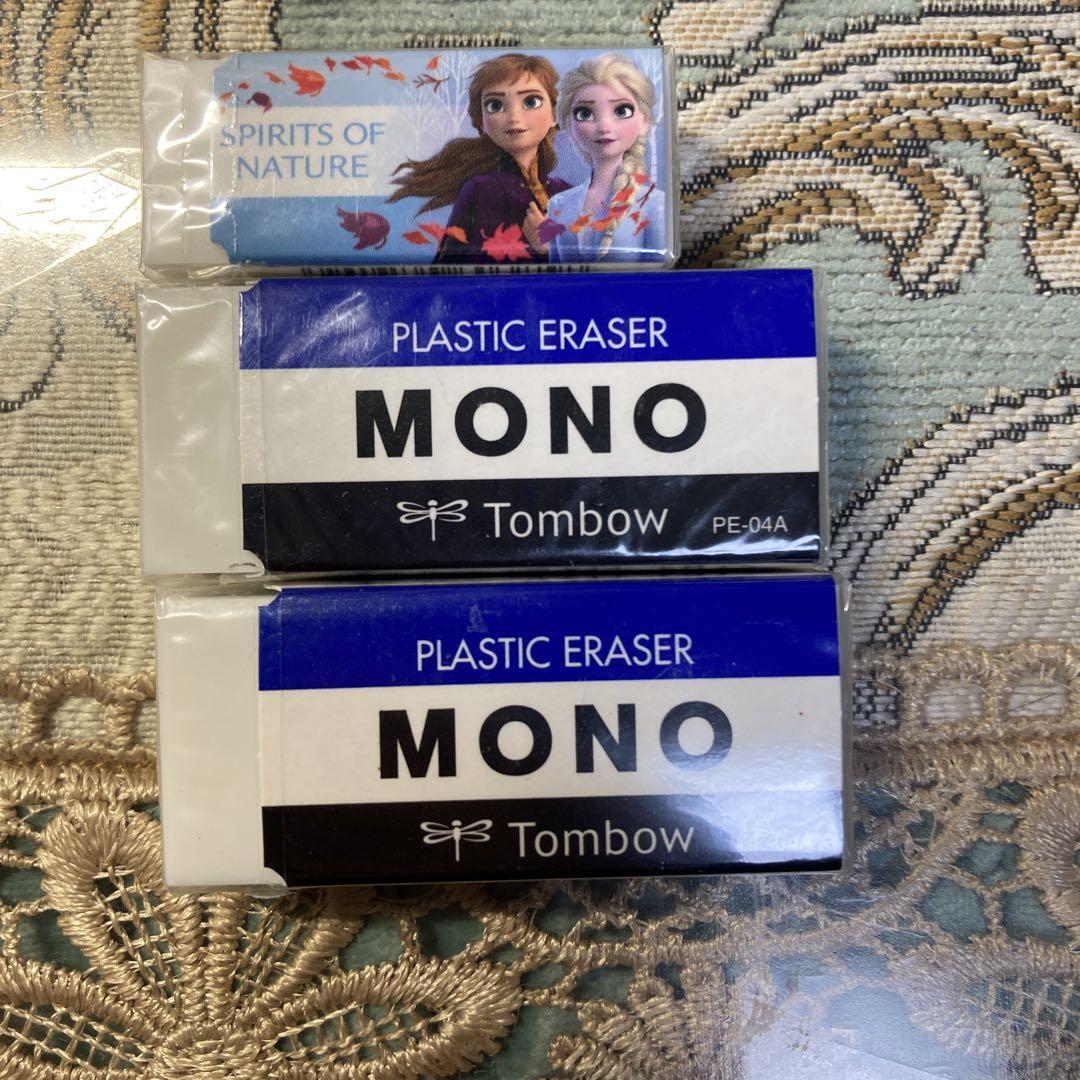 SPIRITS OF
NATURE
PLASTIC ERASER
MONO
Tombow PE-04A
PLASTIC ERASER
MONO
Tombow